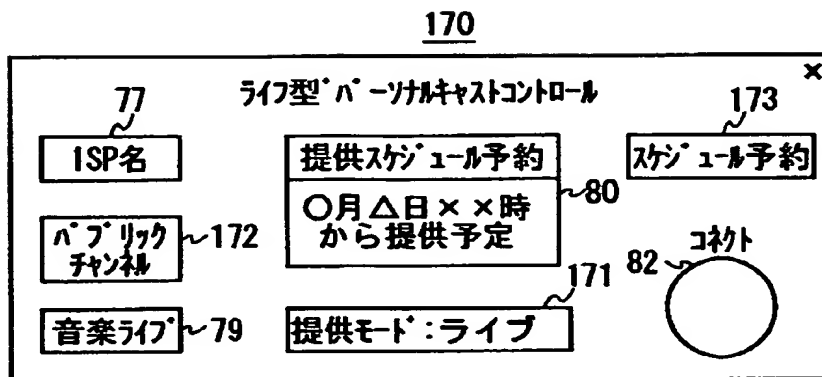 170
×
ライフ型パーソナルキャストコントロール
77
173
ISP名
提供スケジュール予約
スケジュール予約
80
○月△日××時
から提供予定
パブリック
チャンネル
172
コネクト
82
171
音楽ライブ
79
提供モード:ライブ